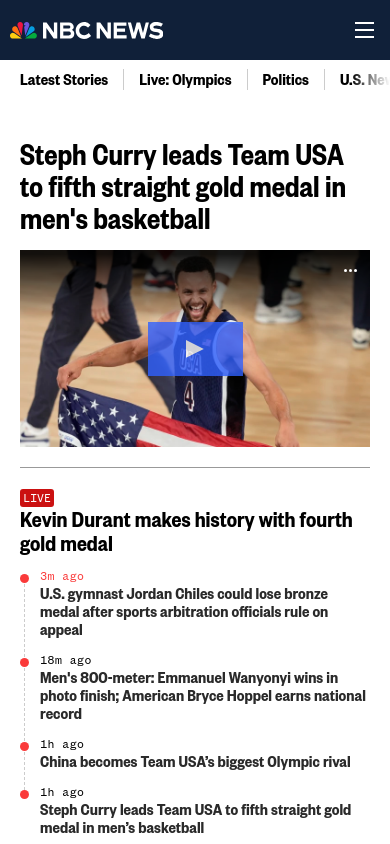 NBC NEWS
Latest Stories
Live: Olympics
Politics
U.S. New
Steph Curry leads Team USA
to fifth straight gold medal in
men's basketball
USA
4
LIVE
Kevin Durant makes history with fourth
gold medal
3m ago
U.S. gymnast Jordan Chiles could lose bronze
medal after sports arbitration officials rule on
appeal
18m ago
Men's 800-meter: Emmanuel Wanyonyi wins in
photo finish; American Bryce Hoppel earns national
record
1h ago
China becomes Team USA’s biggest Olympic rival
1h ago
Steph Curry leads Team USA to fifth straight gold
medal in men’s basketball